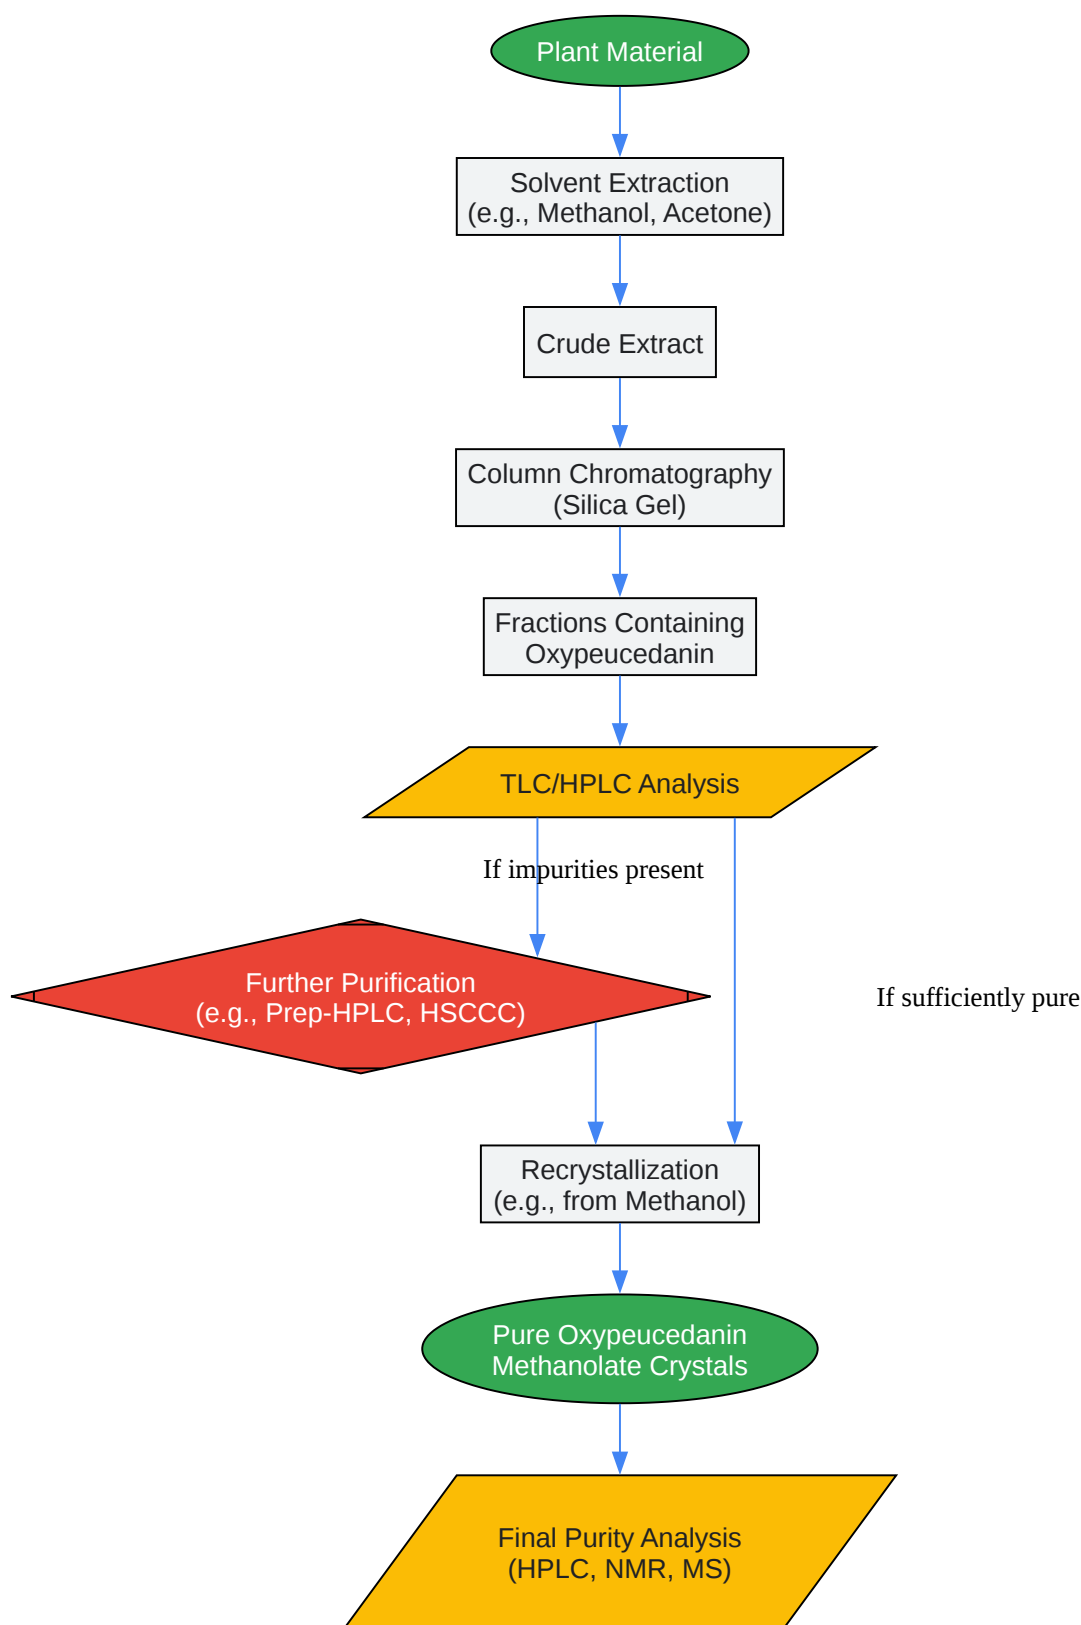 Plant Material
Solvent Extraction
(e.g., Methanol, Acetone)
Crude Extract
Column Chromatography
(Silica Gel)
Fractions Containing
Oxypeucedanin
TLC/HPLC Analysis
If impurities present
Further Purification
(e.g., Prep-HPLC, HSCCC)
If sufficiently pure
Recrystallization
(e.g., from Methanol)
Pure Oxypeucedanin
Methanolate Crystals
Final Purity Analysis
(HPLC, NMR, MS)